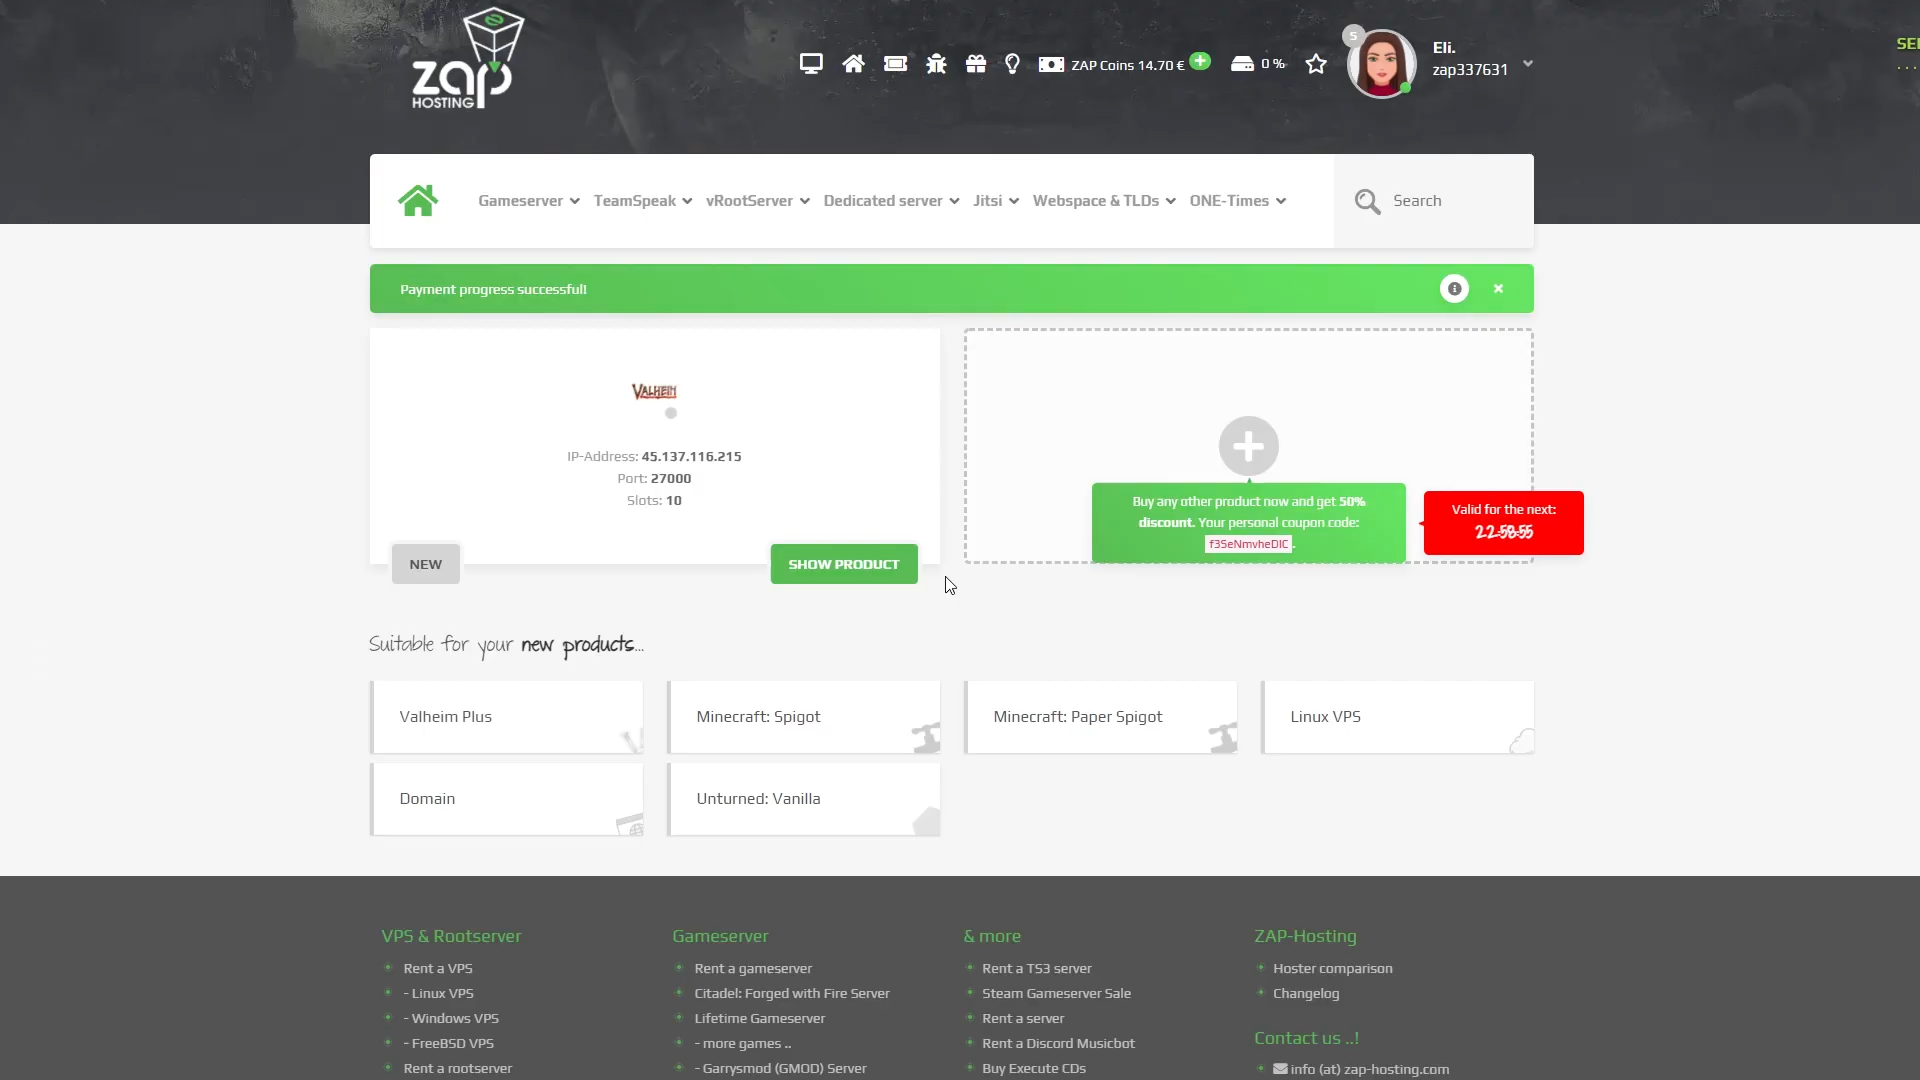 zap
HOSTING
ZAP Coins 14.70 €
0 %
S
Eli.
zap337631
Gameserver
TeamSpeak
vRootServer
Dedicated server
Jitsi
Webspace & TLDs
ONE-Times
Search
Payment progress successful!
VALHEIM
IP-Address: 45.137.116.215
Port: 27000
Slots: 10
NEW
SHOW PRODUCT
Buy any other product now and get 50%
discount. Your personal coupon code:
f3SeNmvheDIC .
Valid for the next:
Suitable for your new products...
Valheim Plus
Minecraft: Spigot
Minecraft: Paper Spigot
Linux VPS
Domain
Unturned: Vanilla
VPS & Rootserver
Rent a VPS
- Linux VPS
- Windows VPS
- FreeBSD VPS
Rent a rootserver
Gameserver
Rent a gameserver
Citadel: Forged with Fire Server
Lifetime Gameserver
- more games ..
- Garrysmod (GMOD) Server
& more
Rent a TS3 server
Steam Gameserver Sale
Rent a server
Rent a Discord Musicbot
Buy Execute CDs
ZAP-Hosting
Hoster comparison
Changelog
Contact us ..!
info (at) zap-hosting.com